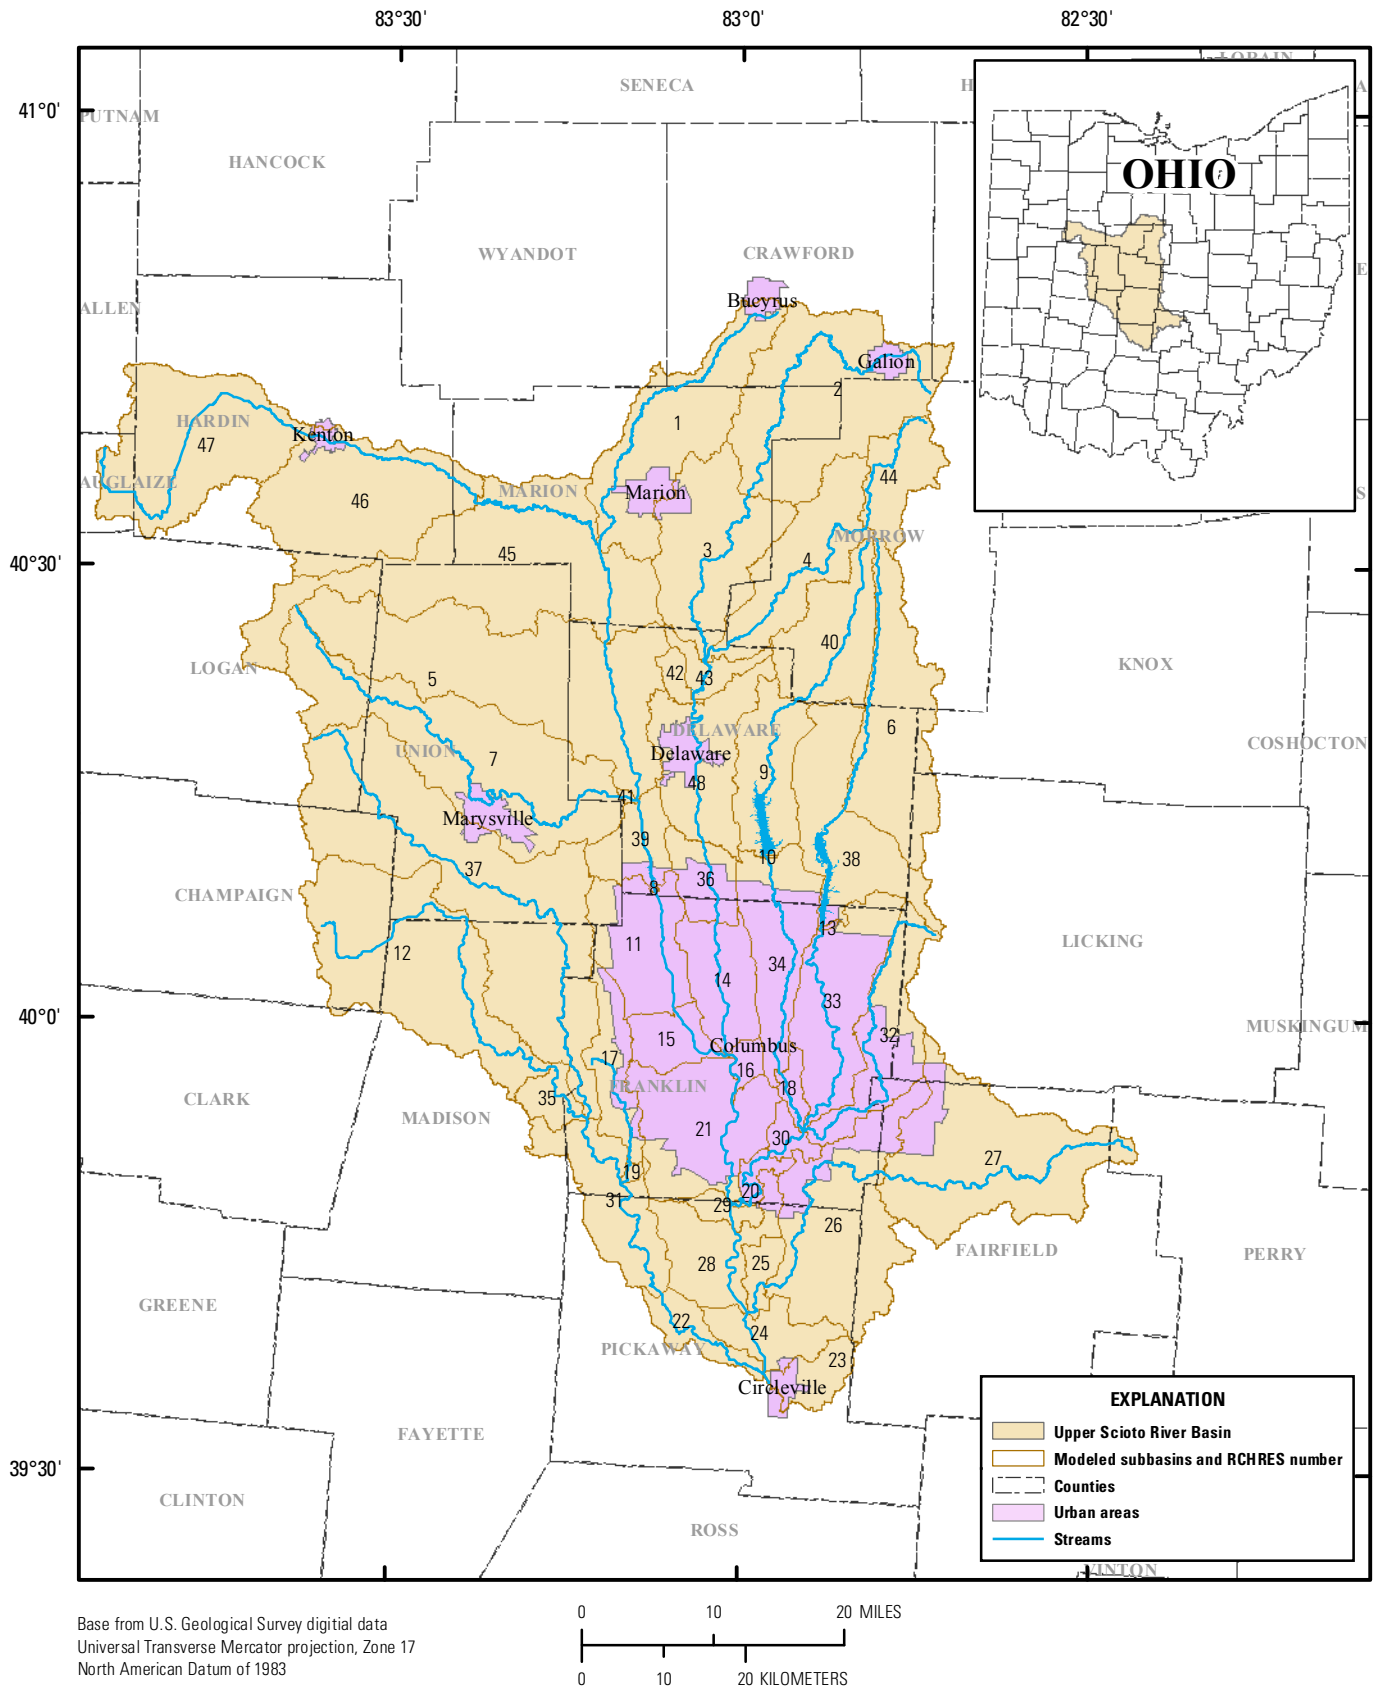 83°30' 83°0' 82°30'
LORAIN
SENECA H A
41°0'
PUTNAM
HANCOCK
OHIO
WYANDOT CRAWFORD
E
Bucyrus
ALLEN
Galion
2
1
HARDIN
Kenton
47
44
AUGLAIZE MARION Marion S
46
MORROW
3
45 4
40°30'
40
LOGAN KNOX
42 43
5
6
DELAWARE
UNION Delaware COSHOCTON
7
9
48
41
Marysville
39
10 38
37
36
CHAMPAIGN 8
13
11 LICKING
12
34
14
33
40°0' MUSKINGUM
32
15 Columbus
17
16
FRANKLIN 18
CLARK 35
MADISON
21
30
27
19
20
31 29
26
FAIRFIELD PERRY
28 25
GREENE
22
24
PICKAWAY
23
Circleville
FAYETTE
39°30'
CLINTON
ROSS
VINTON
EXPLANATION
Upper Scioto River Basin
Modeled subbasins and RCHRES number
Counties
Urban areas
Streams
Base from U.S. Geological Survey digitial data
Universal Transverse Mercator projection, Zone 17
North American Datum of 1983
0 10 20 MILES
0 10 20 KILOMETERS